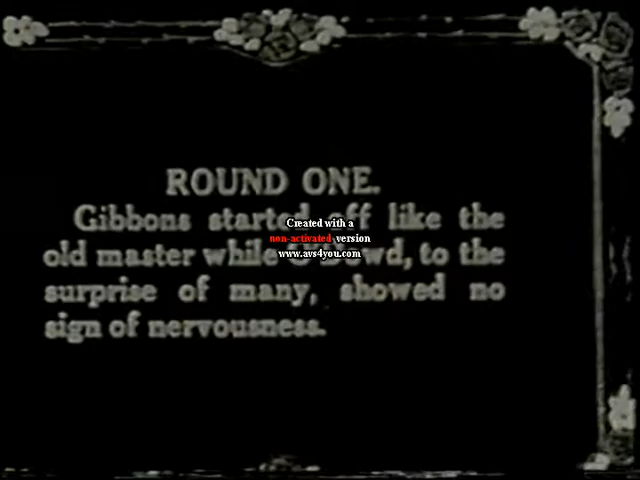 ROUND ONE.
Gibbons started off like the
old master while O'Dowd, to the
surprise of many, showed no
sign of nervousness.
Created with a
non-activated version
www.avs4you.com